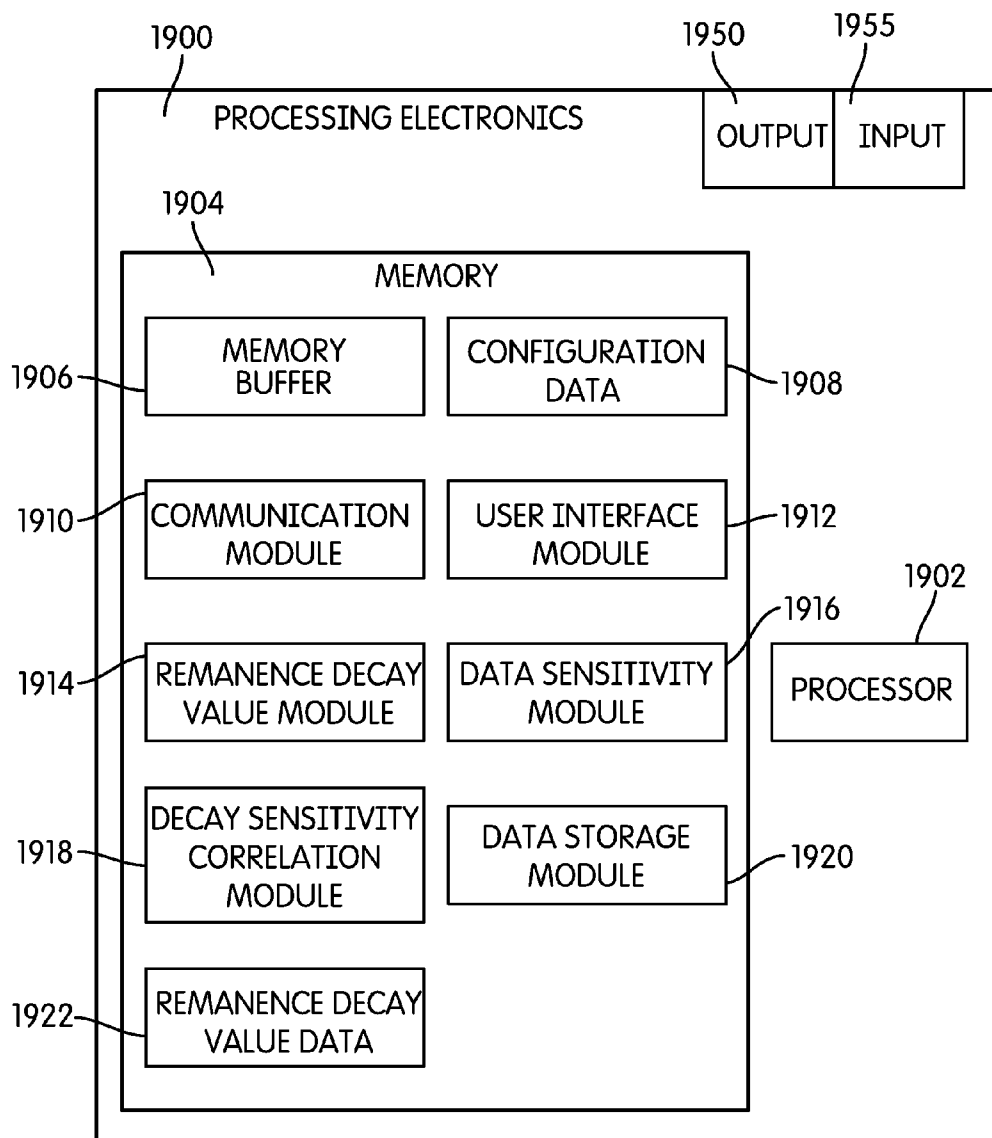 1900
1950
1955
PROCESSING ELECTRONICS
OUTPUT
INPUT
1904
MEMORY
MEMORY
BUFFER
1906
CONFIGURATION
DATA
1908
COMMUNICATION
MODULE
1910
USER INTERFACE
MODULE
1912
REMANENCE DECAY
VALUE MODULE
1914
DATA SENSITIVITY
MODULE
1916
1902
PROCESSOR
DECAY SENSITIVITY
CORRELATION
MODULE
1918
DATA STORAGE
MODULE
1920
REMANENCE DECAY
VALUE DATA
1922